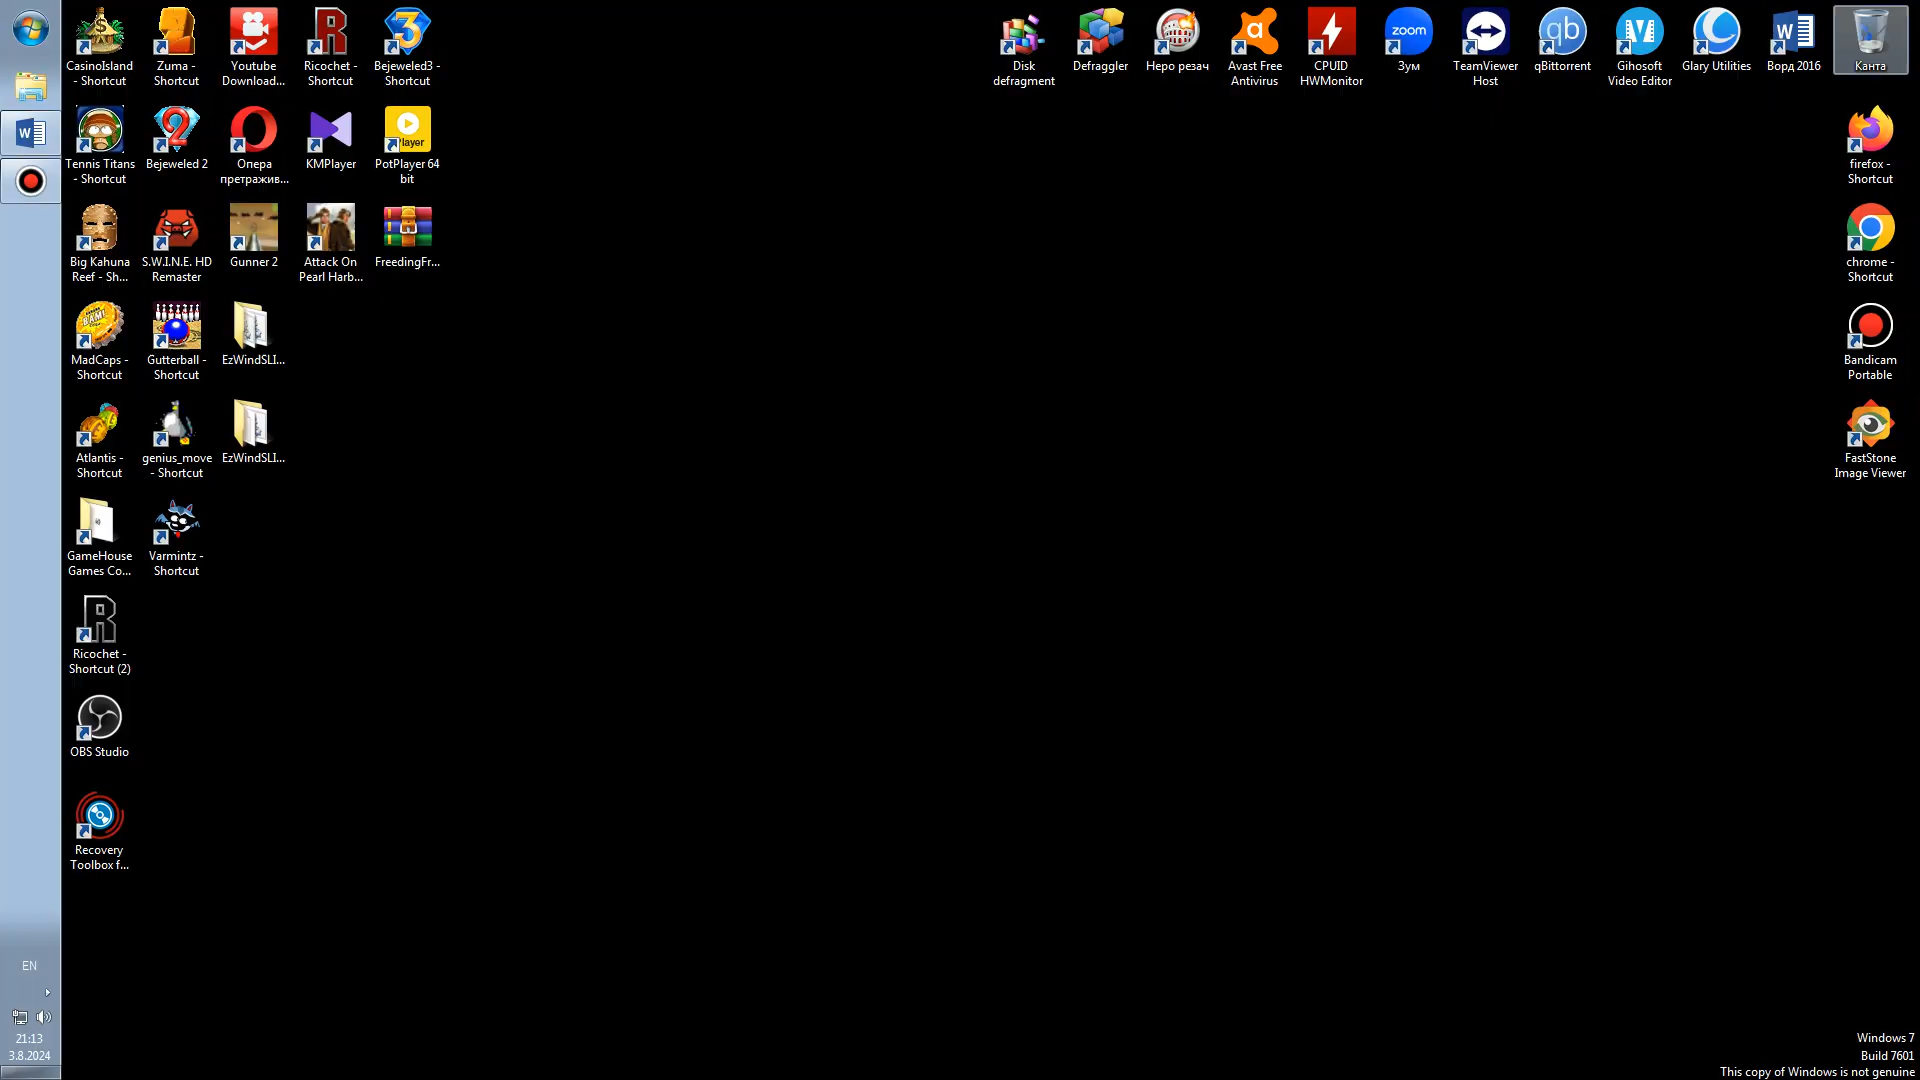 CasinoIsland
- Shortcut
Zuma -
Shortcut
Youtube
Download...
Ricochet -
Shortcut
Bejeweled3 -
Shortcut
Disk
defragment
Defraggler
Неро резач
Avast Free
Antivirus
CPUID
HWMonitor
zoom
Зум
TeamViewer
Host
qb
qBittorrent
Gihosoft
Video Editor
Glary Utilities
Ворд 2016
Канта
Tennis Titans
- Shortcut
Bejeweled 2
Опера
претражив...
KMPlayer
Player
PotPlayer 64
bit
firefox -
Shortcut
Big Kahuna
Reef - Sh...
S.W.I.N.E. HD
Remaster
Gunner 2
Attack On
Pearl Harb...
FreedingFr...
chrome -
Shortcut
BAM!
MadCaps -
Shortcut
Gutterball -
Shortcut
EzWindSLI...
Bandicam
Portable
Atlantis -
Shortcut
genius_move
- Shortcut
EzWindSLI...
FastStone
Image Viewer
GameHouse
Games Co...
Varmintz -
Shortcut
Ricochet -
Shortcut (2)
OBS Studio
Recovery
Toolbox f...
EN
21:13
3.8.2024
Windows 7
Build 7601
This copy of Windows is not genuine